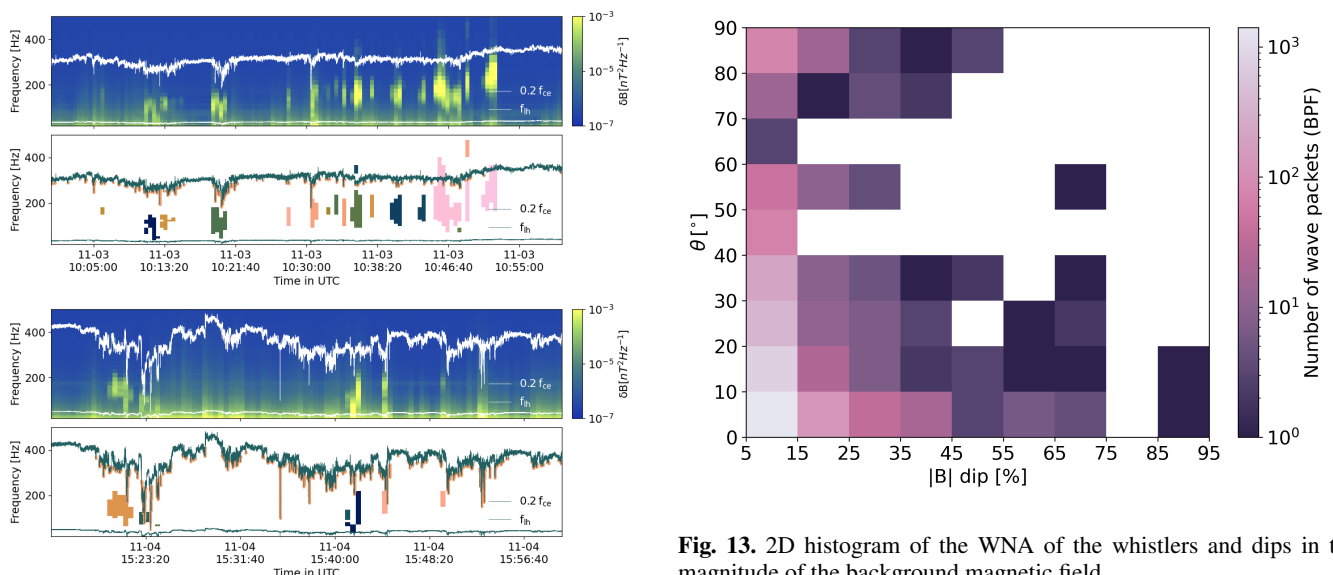 Frequency [Hz]
400
200
0.2 f_ce
f_lh
10⁻³
10⁻⁵
10⁻⁷
δB[nT²Hz⁻¹]
Frequency [Hz]
400
200
0.2 f_ce
f_lh
11-03 11-03 11-03 11-03 11-03 11-03 11-03
10:05:00 10:13:20 10:21:40 10:30:00 10:38:20 10:46:40 10:55:00
Time in UTC
Frequency [Hz]
400
200
0.2 f_ce
f_lh
10⁻³
10⁻⁵
10⁻⁷
δB[nT²Hz⁻¹]
Frequency [Hz]
400
200
0.2 f_ce
f_lh
11-04 11-04 11-04 11-04 11-04
15:23:20 15:31:40 15:40:00 15:48:20 15:56:40
Time in UTC
90
80
70
60
50
40
30
20
10
0
θ[°]
5 15 25 35 45 55 65 75 85 95
|B| dip [%]
10³
10²
10¹
10⁰
Number of wave packets (BPF)
Fig. 13. 2D histogram of the WNA of the whistlers and dips in
magnitude of the background magnetic field